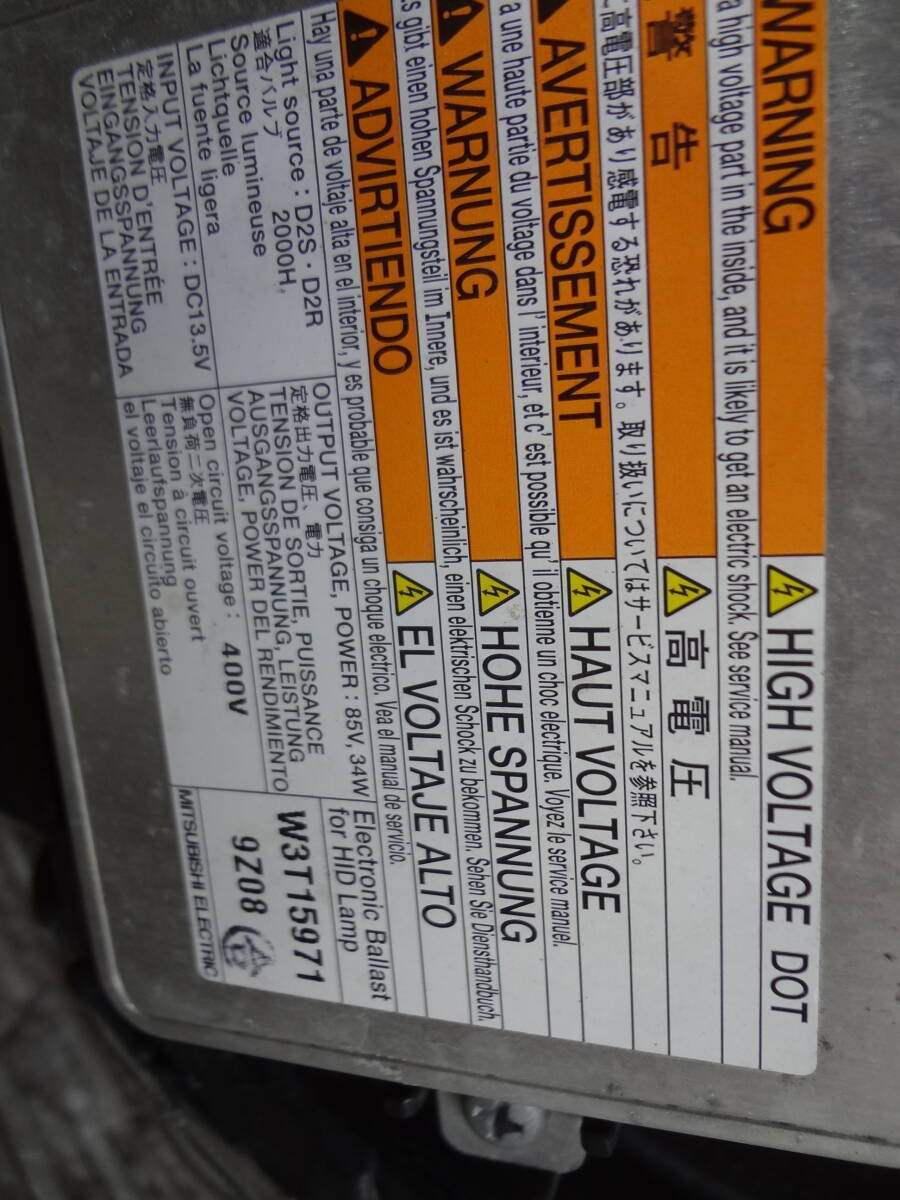 WARNING HIGH VOLTAGE DOT
a high voltage part in the inside, and it is likely to get an electric shock. See service manual.
警告 高電圧
に高電圧部があり感電する恐れがあります。取り扱いについてはサービスマニュアルを参照下さい。
AVERTISSEMENT HAUT VOLTAGE
a une haute partie du voltage dans l' interieur, et c' est possible qu' il obtienne un choc electrique. Voyez le service manuel.
WARNUNG HOHE SPANNUNG
s gibt einen hohen Spannungsteil im Innere, und es ist wahrscheinlich, einen elektrischen Schock zu bekommen. Sehen Sie Diensthandbuch.
ADVIRTIENDO EL VOLTAJE ALTO
Hay una parte de voltaje alta en el interior, y es probable que consiga un choque electrico. Vea el manual de servicio.
Light source : D2S · D2R
適合バルブ 2000H,
Source lumineuse
Lichtquelle
La fuente ligera
INPUT VOLTAGE : DC13.5V
定格入力電圧
TENSION D'ENTRÉE
EINGANGSSPANNUNG
VOLTAJE DE LA ENTRADA
OUTPUT VOLTAGE, POWER : 85V, 34W
定格出力電圧、電力
TENSION DE SORTIE, PUISSANCE
AUSGANGSSPANNUNG, LEISTUNG
VOLTAGE, POWER DEL RENDIMIENTO
Open circuit voltage : 400V
無負荷二次電圧
Tension à circuit ouvert
Leerlaufspannung
el voltaje el circuito abierto
Electronic Ballast
for HID Lamp
W3T15971
9Z08
MITSUBISHI ELECTRIC